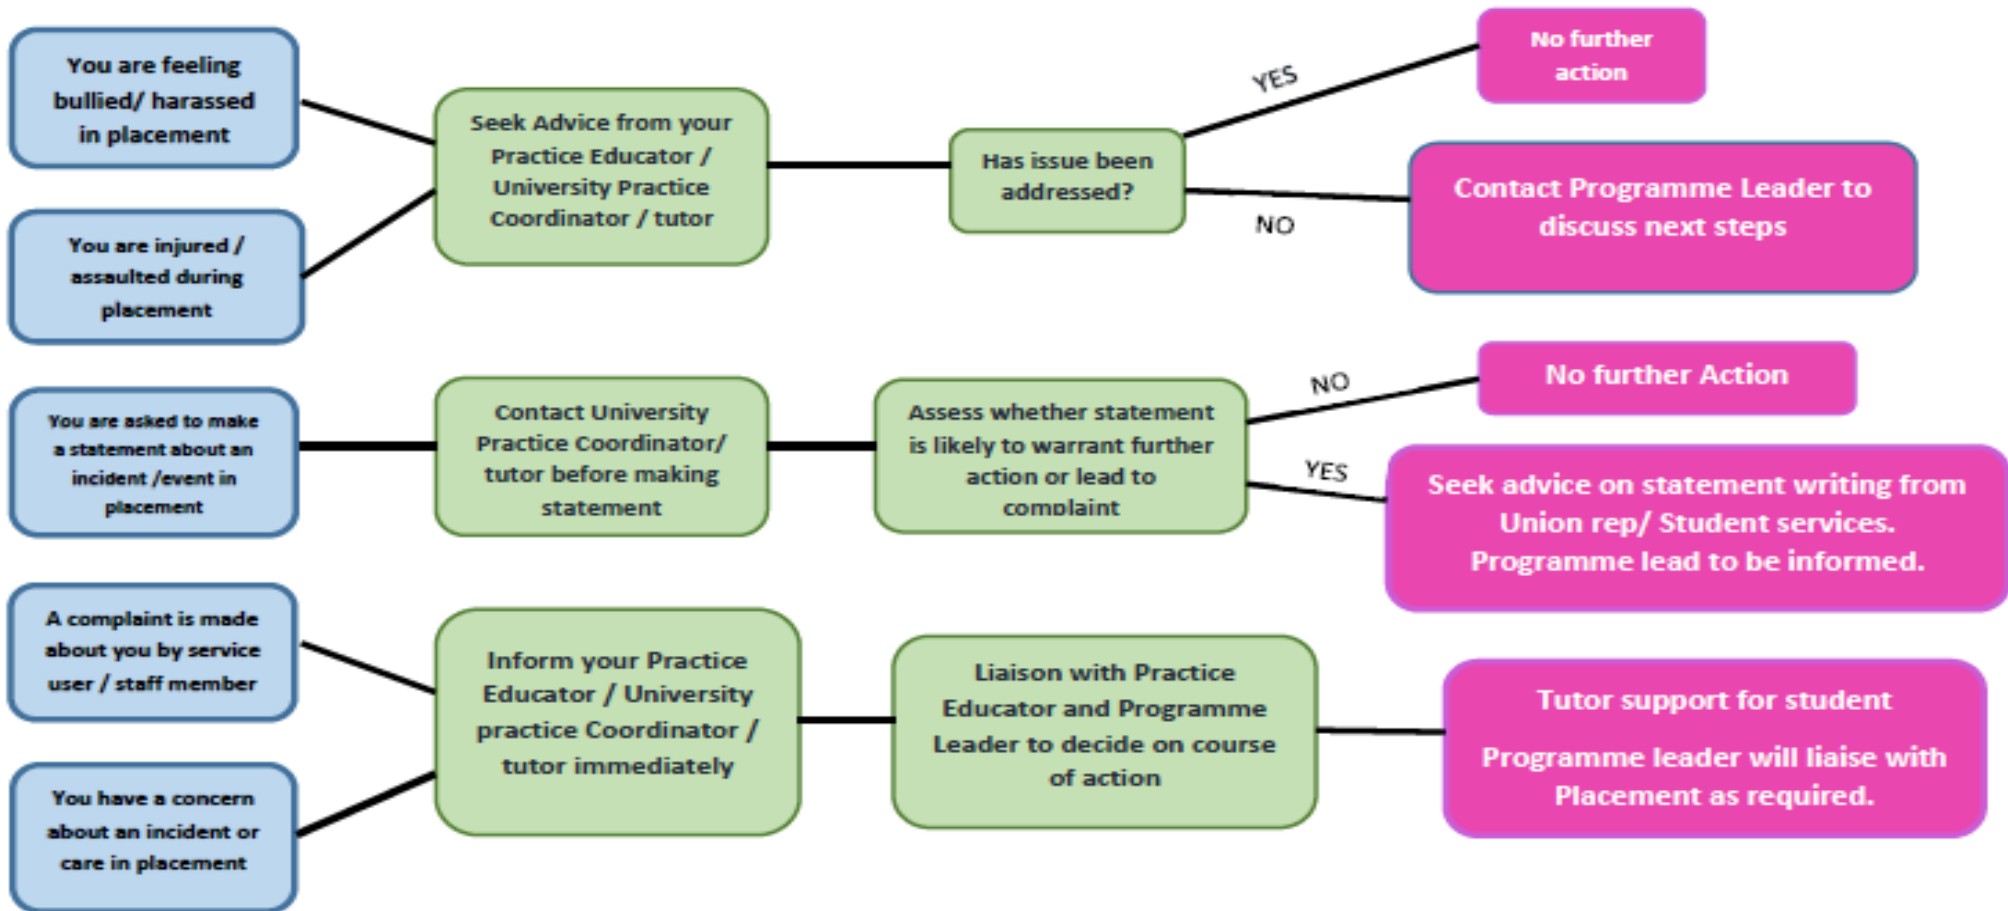 You are feeling
bullied/ harassed
in placement
You are injured /
assaulted during
placement
Seek Advice from your
Practice Educator /
University Practice
Coordinator / tutor
Has issue been
addressed?
YES
NO
No further
action
Contact Programme Leader to
discuss next steps
You are asked to make
a statement about an
incident /event in
placement
Contact University
Practice Coordinator/
tutor before making
statement
Assess whether statement
is likely to warrant further
action or lead to
complaint
NO
YES
No further Action
Seek advice on statement writing from
Union rep/ Student services.
Programme lead to be informed.
A complaint is made
about you by service
user / staff member
You have a concern
about an incident or
care in placement
Inform your Practice
Educator / University
practice Coordinator /
tutor immediately
Liaison with Practice
Educator and Programme
Leader to decide on course
of action
Tutor support for student
Programme leader will liaise with
Placement as required.